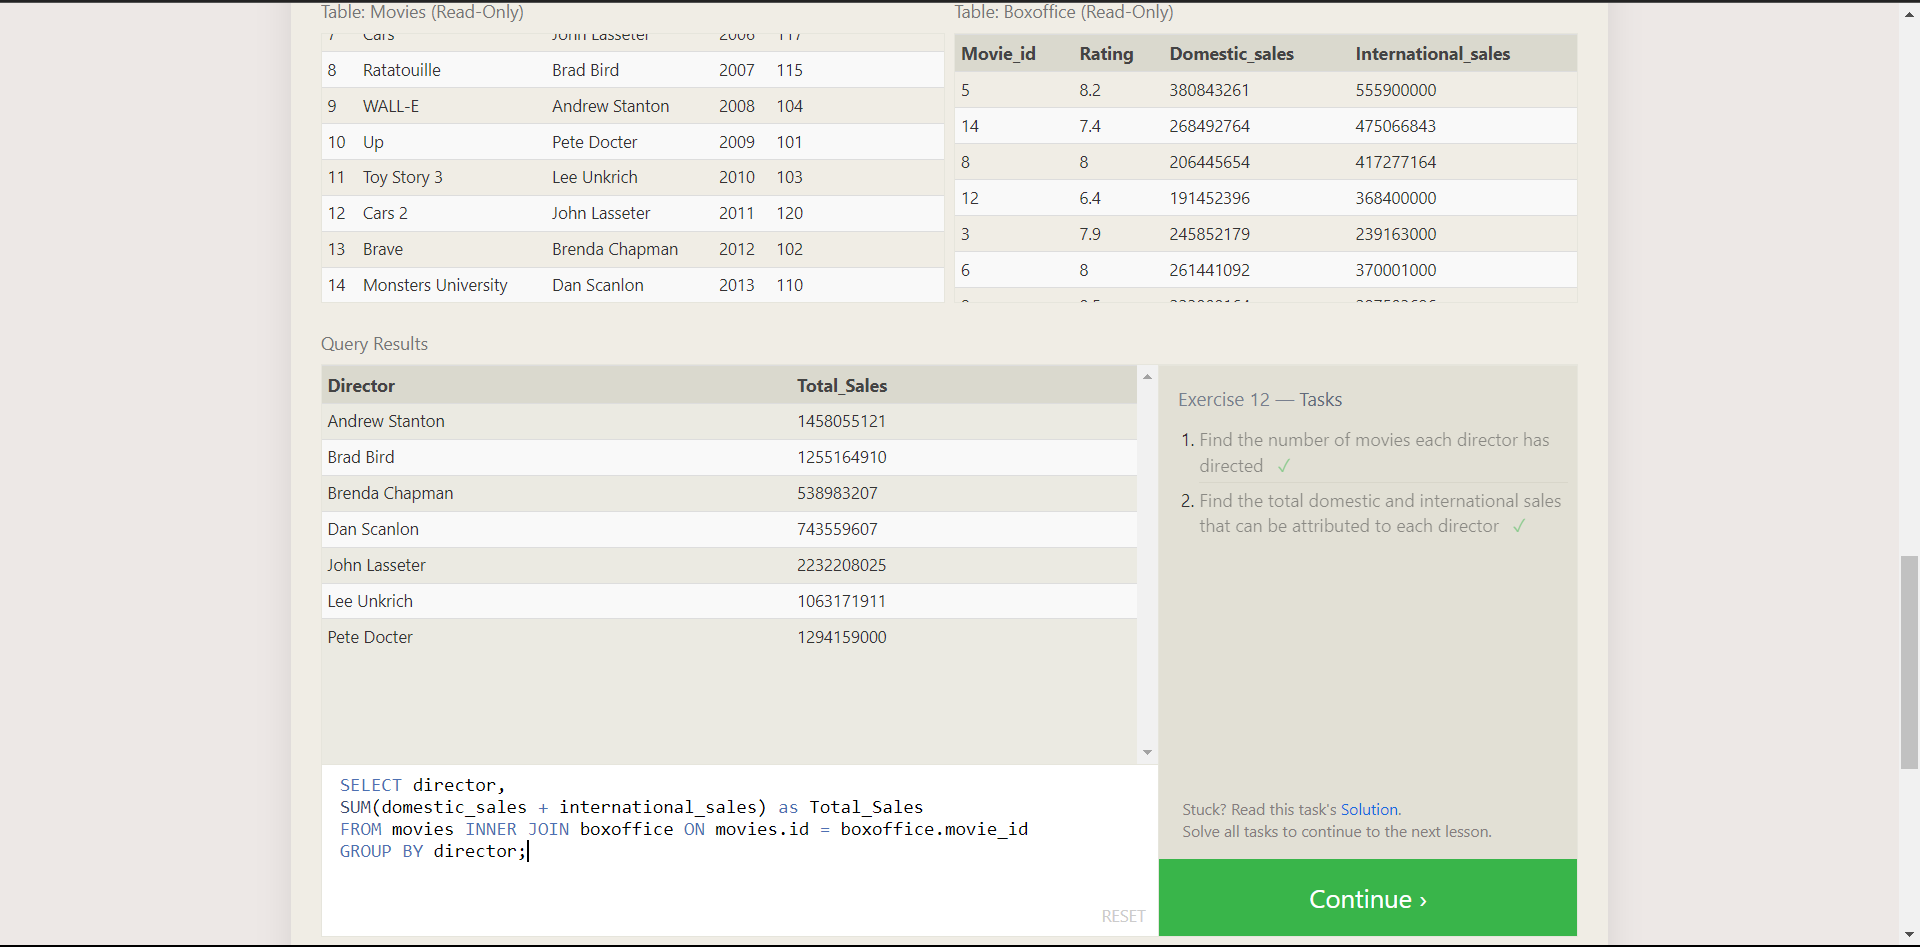 Table: Movies (Read-Only)
7 Cars John Lasseter 2006 117
8 Ratatouille Brad Bird 2007 115
9 WALL-E Andrew Stanton 2008 104
10 Up Pete Docter 2009 101
11 Toy Story 3 Lee Unkrich 2010 103
12 Cars 2 John Lasseter 2011 120
13 Brave Brenda Chapman 2012 102
14 Monsters University Dan Scanlon 2013 110
Table: Boxoffice (Read-Only)
Movie_id Rating Domestic_sales International_sales
5 8.2 380843261 555900000
14 7.4 268492764 475066843
8 8 206445654 417277164
12 6.4 191452396 368400000
3 7.9 245852179 239163000
6 8 261441092 370001000
Query Results
Director Total_Sales
Andrew Stanton 1458055121
Brad Bird 1255164910
Brenda Chapman 538983207
Dan Scanlon 743559607
John Lasseter 2232208025
Lee Unkrich 1063171911
Pete Docter 1294159000
Exercise 12 — Tasks
1. Find the number of movies each director has
directed ✓
2. Find the total domestic and international sales
that can be attributed to each director ✓
SELECT director,
SUM(domestic_sales + international_sales) as Total_Sales
FROM movies INNER JOIN boxoffice ON movies.id = boxoffice.movie_id
GROUP BY director;
RESET
Stuck? Read this task's Solution.
Solve all tasks to continue to the next lesson.
Continue ›